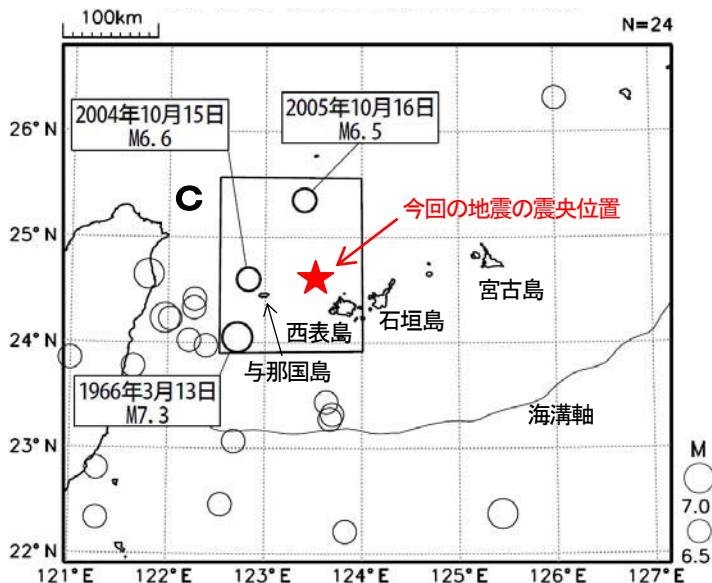 100km
N=24
26°N
25°N
24°N
23°N
22°N
121°E
122°E
123°E
124°E
125°E
126°E
127°E
2004年10月15日
M6.6
2005年10月16日
M6.5
C
今回の地震の震央位置
宮古島
石垣島
西表島
与那国島
1966年3月13日
M7.3
海溝軸
M
7.0
6.5